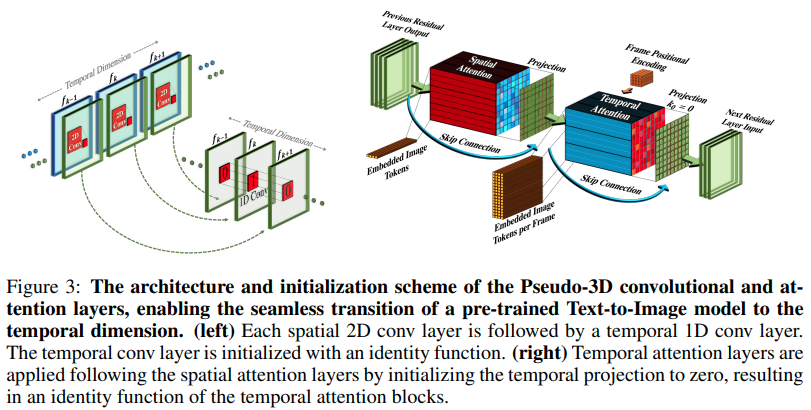 Temporal Dimension
f_{k-1}
f_k
f_{k+1}
2D
Conv
2D
Conv
2D
Conv
Temporal Dimension
f_{k-1}
f_k
f_{k+1}
0
1
0
1D Conv
Previous Residual
Layer Output
Spatial
Attention
Projection
Skip Connection
Embedded Image
Tokens
Frame Positional
Encoding
Temporal
Attention
Projection
k_0 = 0
Skip Connection
Embedded Image
Tokens per Frame
Next Residual
Layer Input
Figure 3: The architecture and initialization scheme of the Pseudo-3D convolutional and at-
tention layers, enabling the seamless transition of a pre-trained Text-to-Image model to the
temporal dimension. (left) Each spatial 2D conv layer is followed by a temporal 1D conv layer.
The temporal conv layer is initialized with an identity function. (right) Temporal attention layers are
applied following the spatial attention layers by initializing the temporal projection to zero, resulting
in an identity function of the temporal attention blocks.